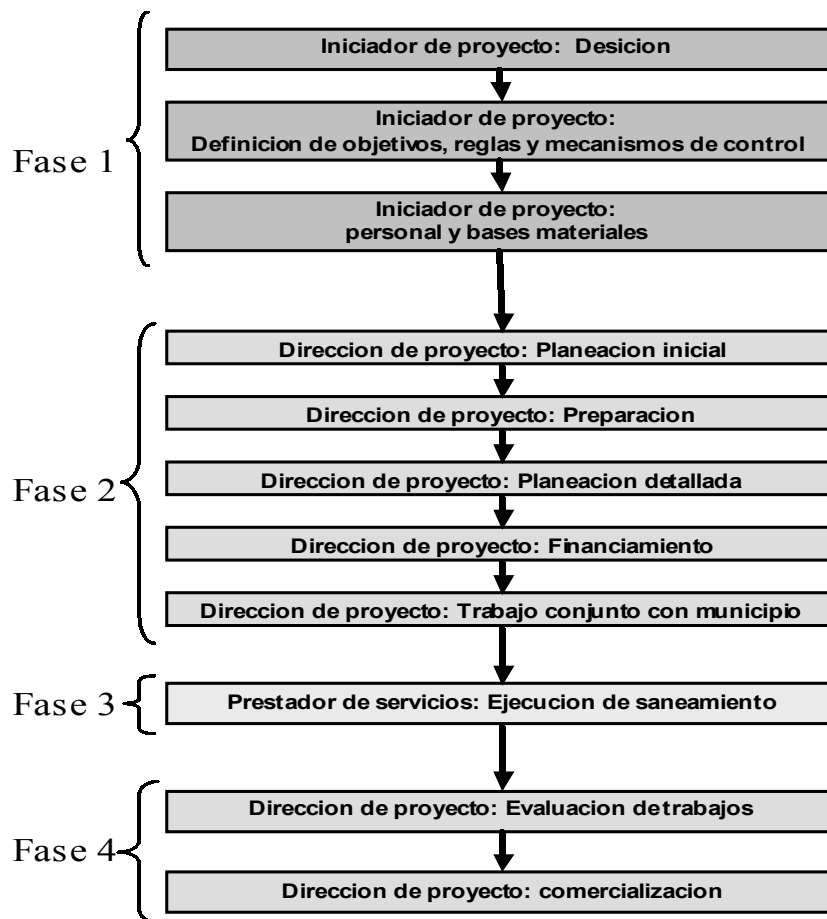 Iniciador de proyecto: Desicion
Iniciador de proyecto:
Definicion de objetivos, reglas y mecanismos de control
Fase 1
Iniciador de proyecto:
personal y bases materiales
Direccion de proyecto: Planeacion inicial
Direccion de proyecto: Preparacion
Fase 2
Direccion de proyecto: Planeacion detallada
Direccion de proyecto: Financiamiento
Direccion de proyecto: Trabajo conjunto con municipio
Fase 3
Prestador de servicios: Ejecucion de saneamiento
Direccion de proyecto: Evaluacion de trabajos
Fase 4
Direccion de proyecto: comercializacion